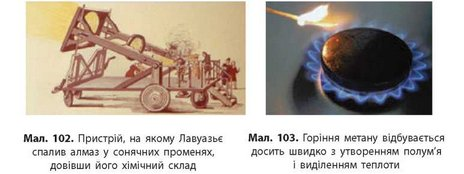 Мал. 102. Пристрій, на якому Лавуазьє
спалив алмаз у сонячних променях,
довівши його хімічний склад
Мал. 103. Горіння метану відбувається
досить швидко з утворенням полум'я
і виділенням теплоти